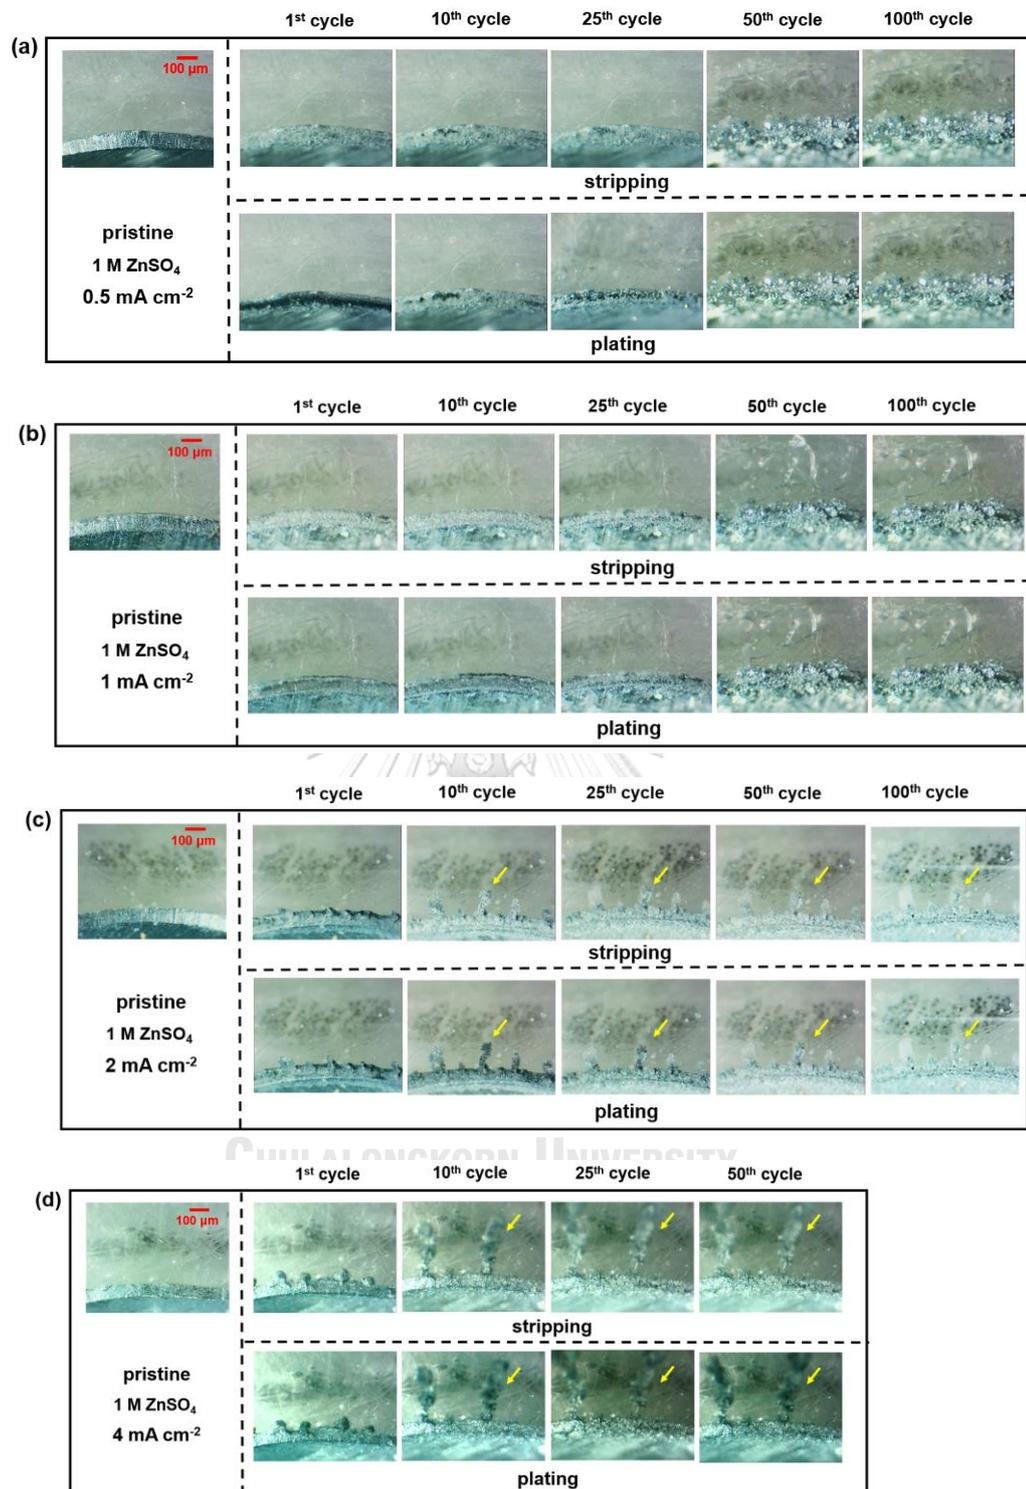 1st cycle 10th cycle 25th cycle 50th cycle 100th cycle
(a)
100 µm
stripping
pristine
1 M ZnSO₄
0.5 mA cm⁻²
plating
1st cycle 10th cycle 25th cycle 50th cycle 100th cycle
(b)
100 µm
stripping
pristine
1 M ZnSO₄
1 mA cm⁻²
plating
1st cycle 10th cycle 25th cycle 50th cycle 100th cycle
(c)
100 µm
stripping
pristine
1 M ZnSO₄
2 mA cm⁻²
plating
CHULALONGKORN UNIVERSITY
1st cycle 10th cycle 25th cycle 50th cycle
(d)
100 µm
stripping
pristine
1 M ZnSO₄
4 mA cm⁻²
plating